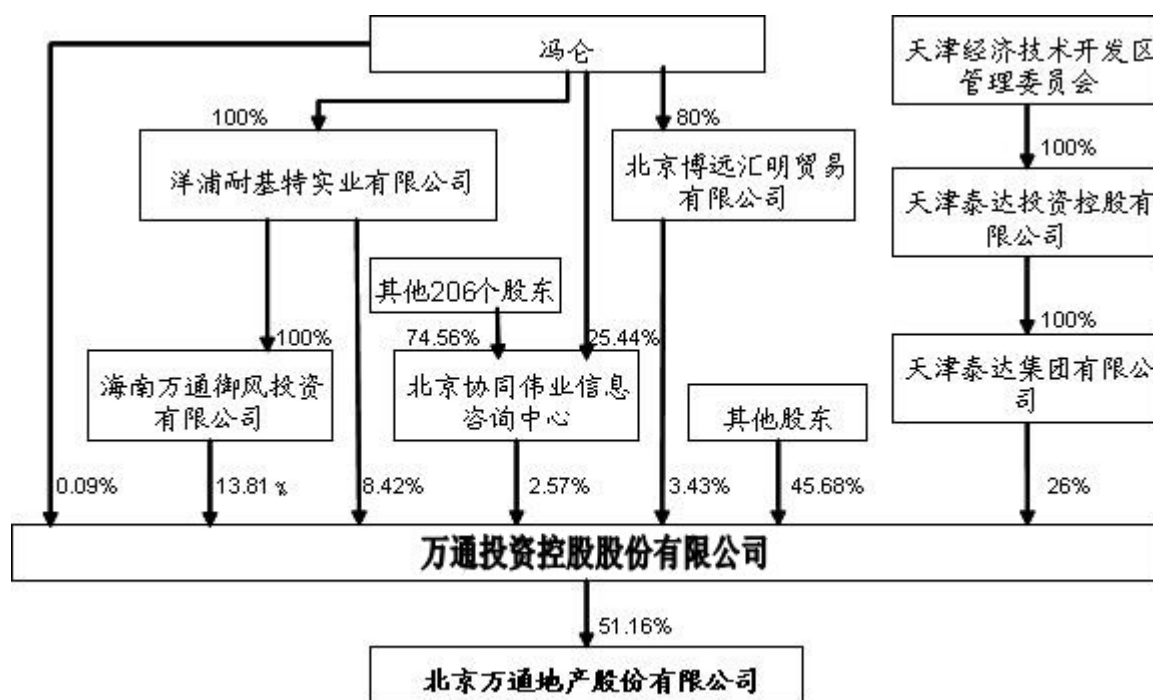 冯仑
天津经济技术开发区
管理委员会
100%
80%
100%
洋浦耐基特实业有限公司
北京博远汇明贸易
有限公司
天津泰达投资控股有
限公司
其他206个股东
100%
74.56%
25.44%
100%
海南万通御风投资
有限公司
北京协同伟业信息
咨询中心
其他股东
天津泰达集团有限公
司
0.09%
13.81%
8.42%
2.57%
3.43%
45.68%
26%
万通投资控股股份有限公司
51.16%
北京万通地产股份有限公司